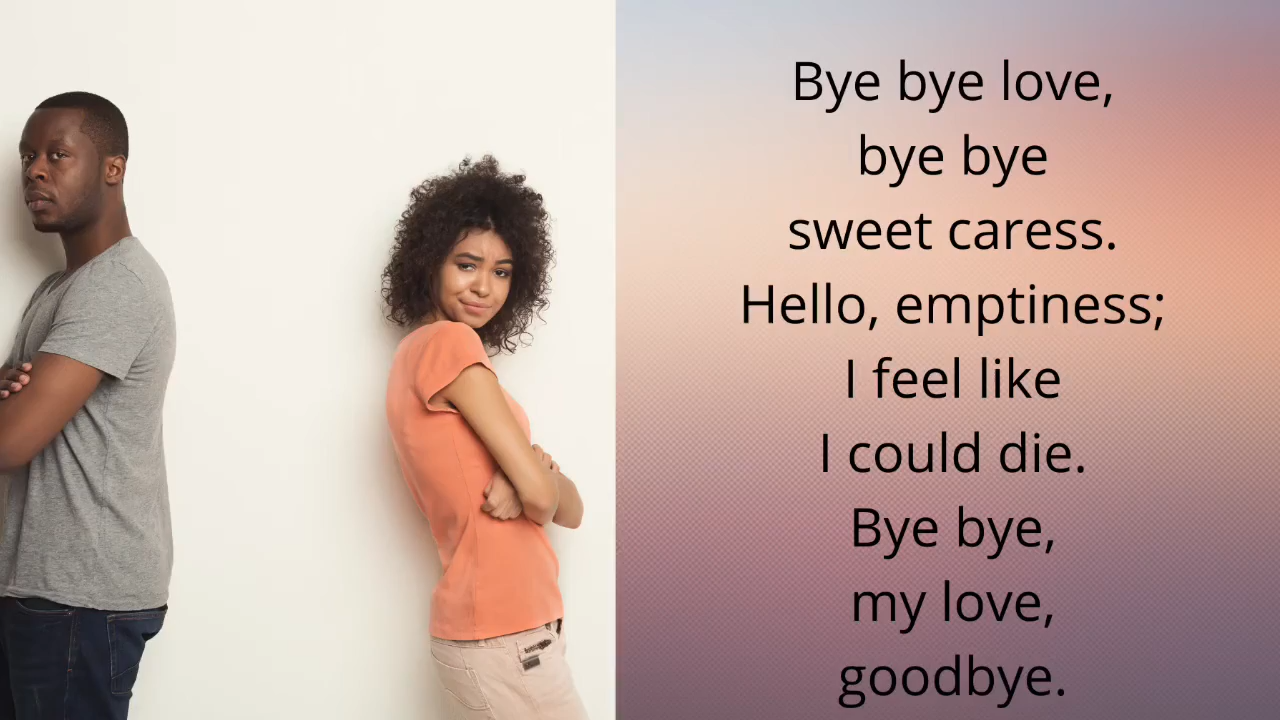 Bye bye love,
bye bye
sweet caress.
Hello, emptiness;
I feel like
I could die.
Bye bye,
my love,
goodbye.